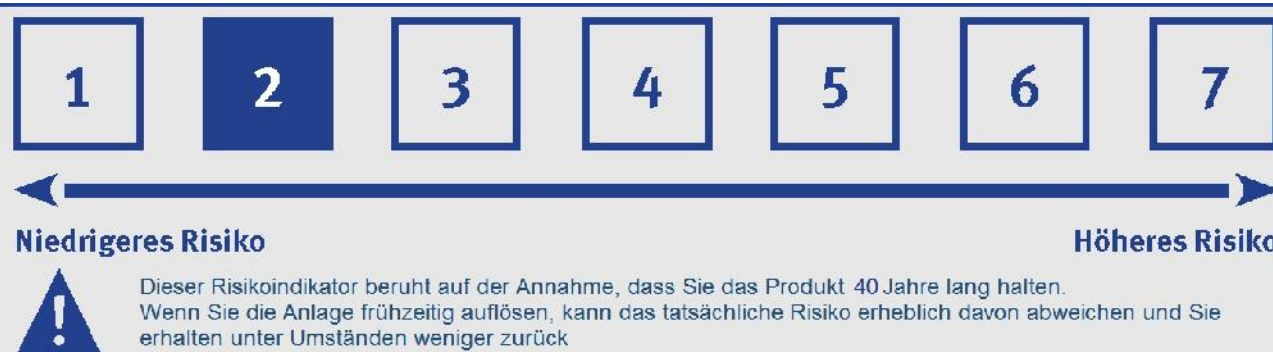 1 2 3 4 5 6 7
Niedrigeres Risiko Höheres Risiko
!
Dieser Risikoindikator beruht auf der Annahme, dass Sie das Produkt 40 Jahre lang halten.
Wenn Sie die Anlage frühzeitig auflösen, kann das tatsächliche Risiko erheblich davon abweichen und Sie
erhalten unter Umständen weniger zurück